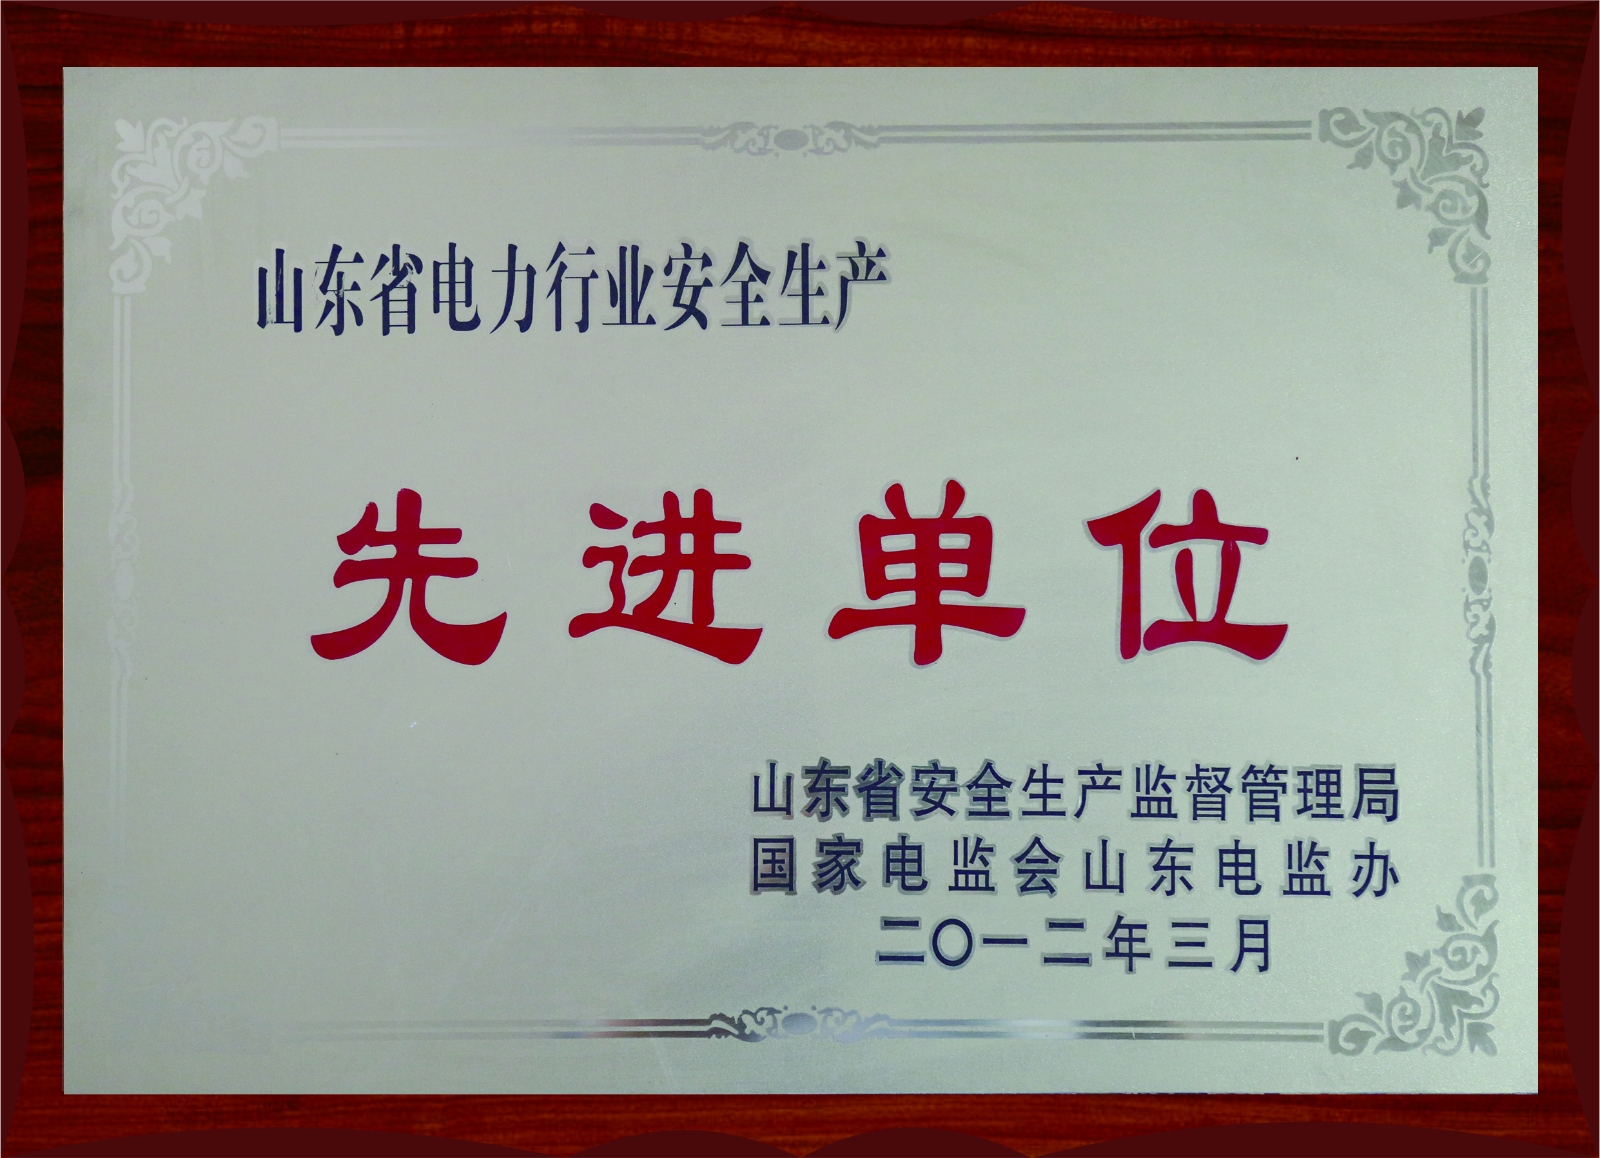 山东省电力行业安全生产
先进单位
山东省安全生产监督管理局
国家电监会山东电监办
二〇一二年三月